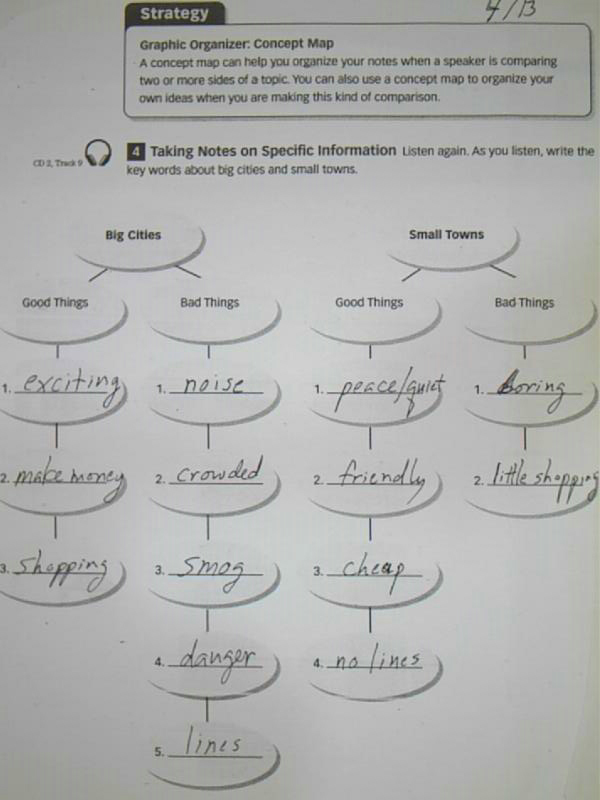 Strategy
4/13
Graphic Organizer: Concept Map
A concept map can help you organize your notes when a speaker is comparing
two or more sides of a topic. You can also use a concept map to organize your
own ideas when you are making this kind of comparison.
CD 2, Track 9
4 Taking Notes on Specific Information Listen again. As you listen, write the
key words about big cities and small towns.
Big Cities
Small Towns
Good Things
Bad Things
Good Things
Bad Things
1. exciting
1. noise
1. peace/quiet
1. boring
2. make money
2. crowded
2. friendly
2. little shopping
3. shopping
3. smog
3. cheap
4. danger
4. no lines
5. lines